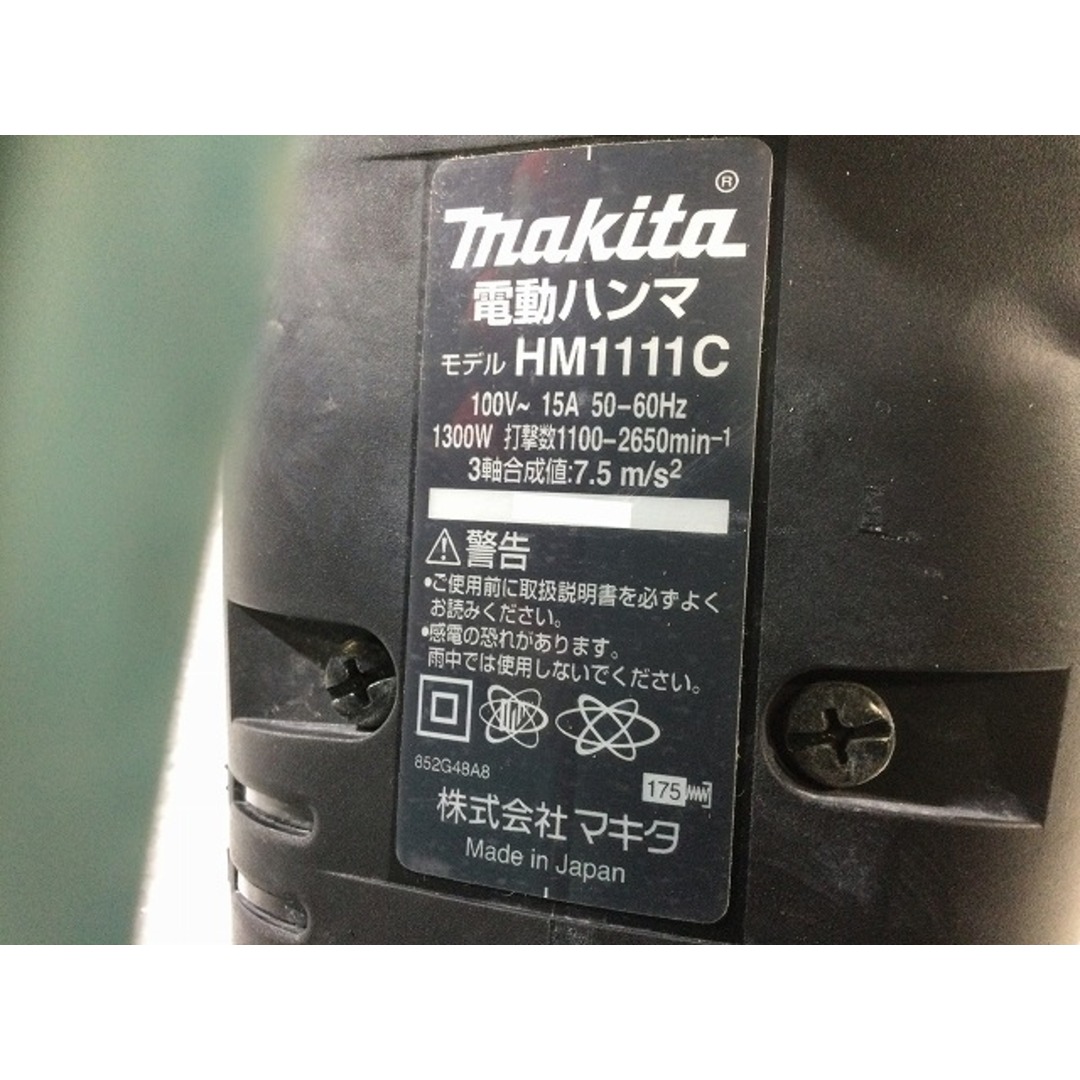 makita®
電動ハンマ
モデル HM1111C
100V~ 15A 50-60Hz
1300W 打撃数1100-2650min-1
3軸合成値:7.5 m/s²
警告
•ご使用前に取扱説明書を必ずよく
お読みください。
•感電の恐れがあります。
雨中では使用しないでください。
852G48A8
175
株式会社マキタ
Made in Japan